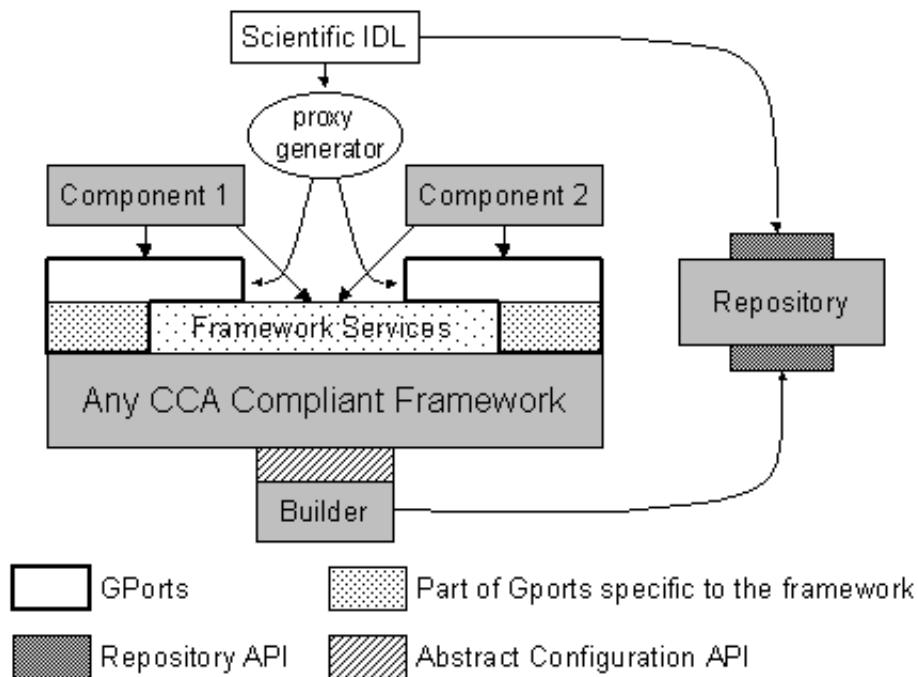 Scientific IDL
proxy
generator
Component 1
Component 2
Repository
Framework Services
Any CCA Compliant Framework
Builder
GPorts
Part of Gports specific to the framework
Repository API
Abstract Configuration API